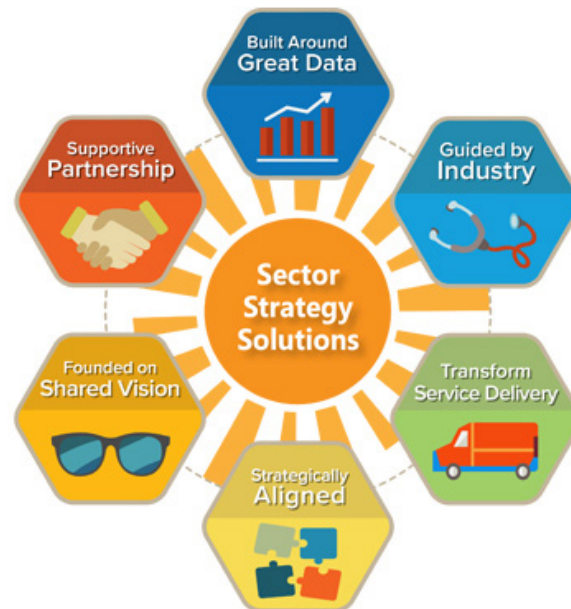 Built Around
Great Data
Supportive
Partnership
Guided by
Industry
Sector
Strategy
Solutions
Founded on
Shared Vision
Transform
Service Delivery
Strategically
Aligned